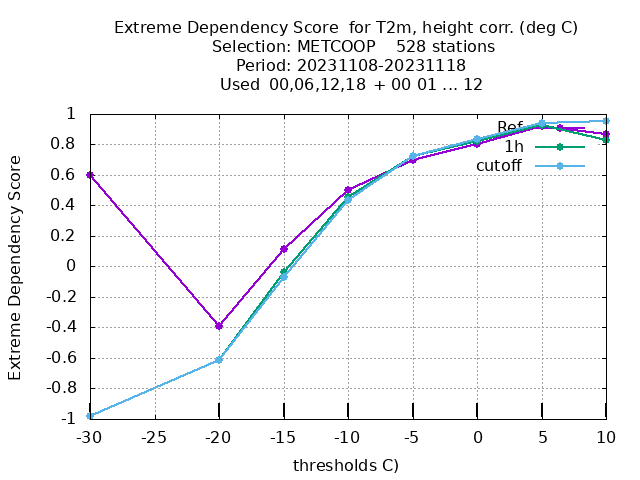 Extreme Dependency Score  for T2m, height corr. (deg C)
Selection: METCOOP    528 stations
Period: 20231108-20231118
Used  00,06,12,18  + 00 01 ... 12
Extreme Dependency Score
1
0.8
0.6
0.4
0.2
0
-0.2
-0.4
-0.6
-0.8
-1
Ref
1h
cutoff
-30 -25 -20 -15 -10 -5 0 5 10
thresholds C)